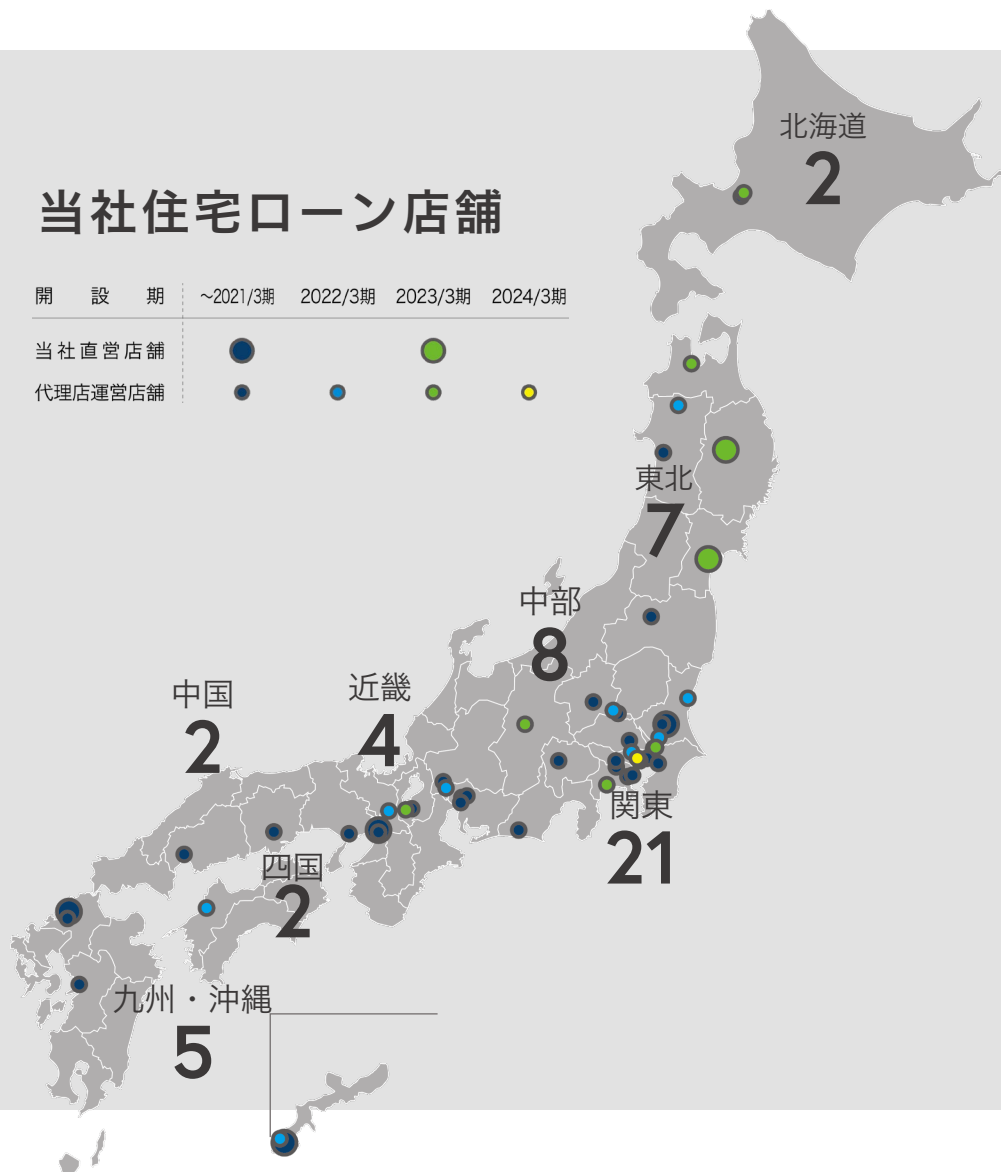 当社住宅ローン店舗
開設期 ～2021/3期 2022/3期 2023/3期 2024/3期
当社直営店舗
代理店運営店舗
北海道
2
東北
7
中部
8
近畿
4
中国
2
関東
21
四国
2
九州・沖縄
5